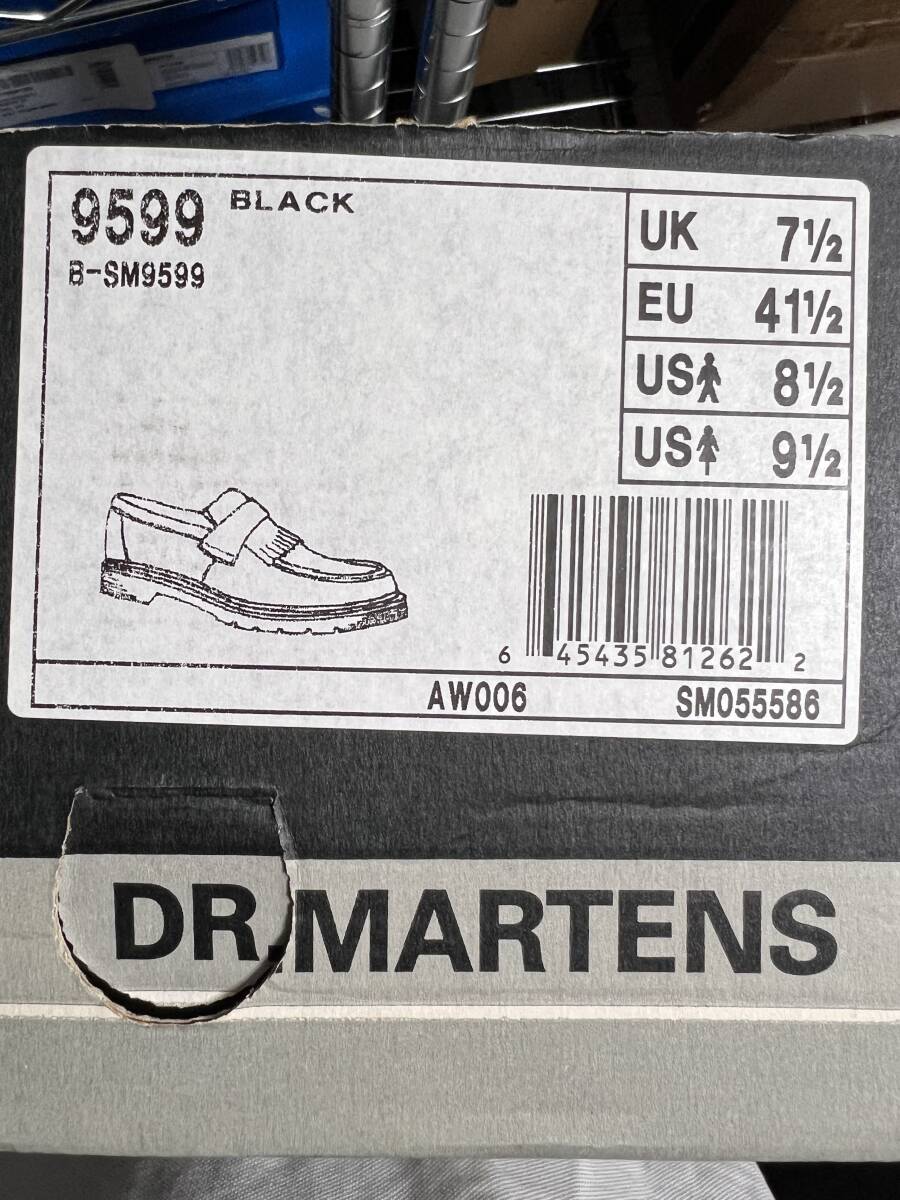 9599 BLACK
B-SM9599
UK 7½
EU 41½
US 8½
US 9½
6 45435 81262 2
AW006 SM055586
DR.MARTENS